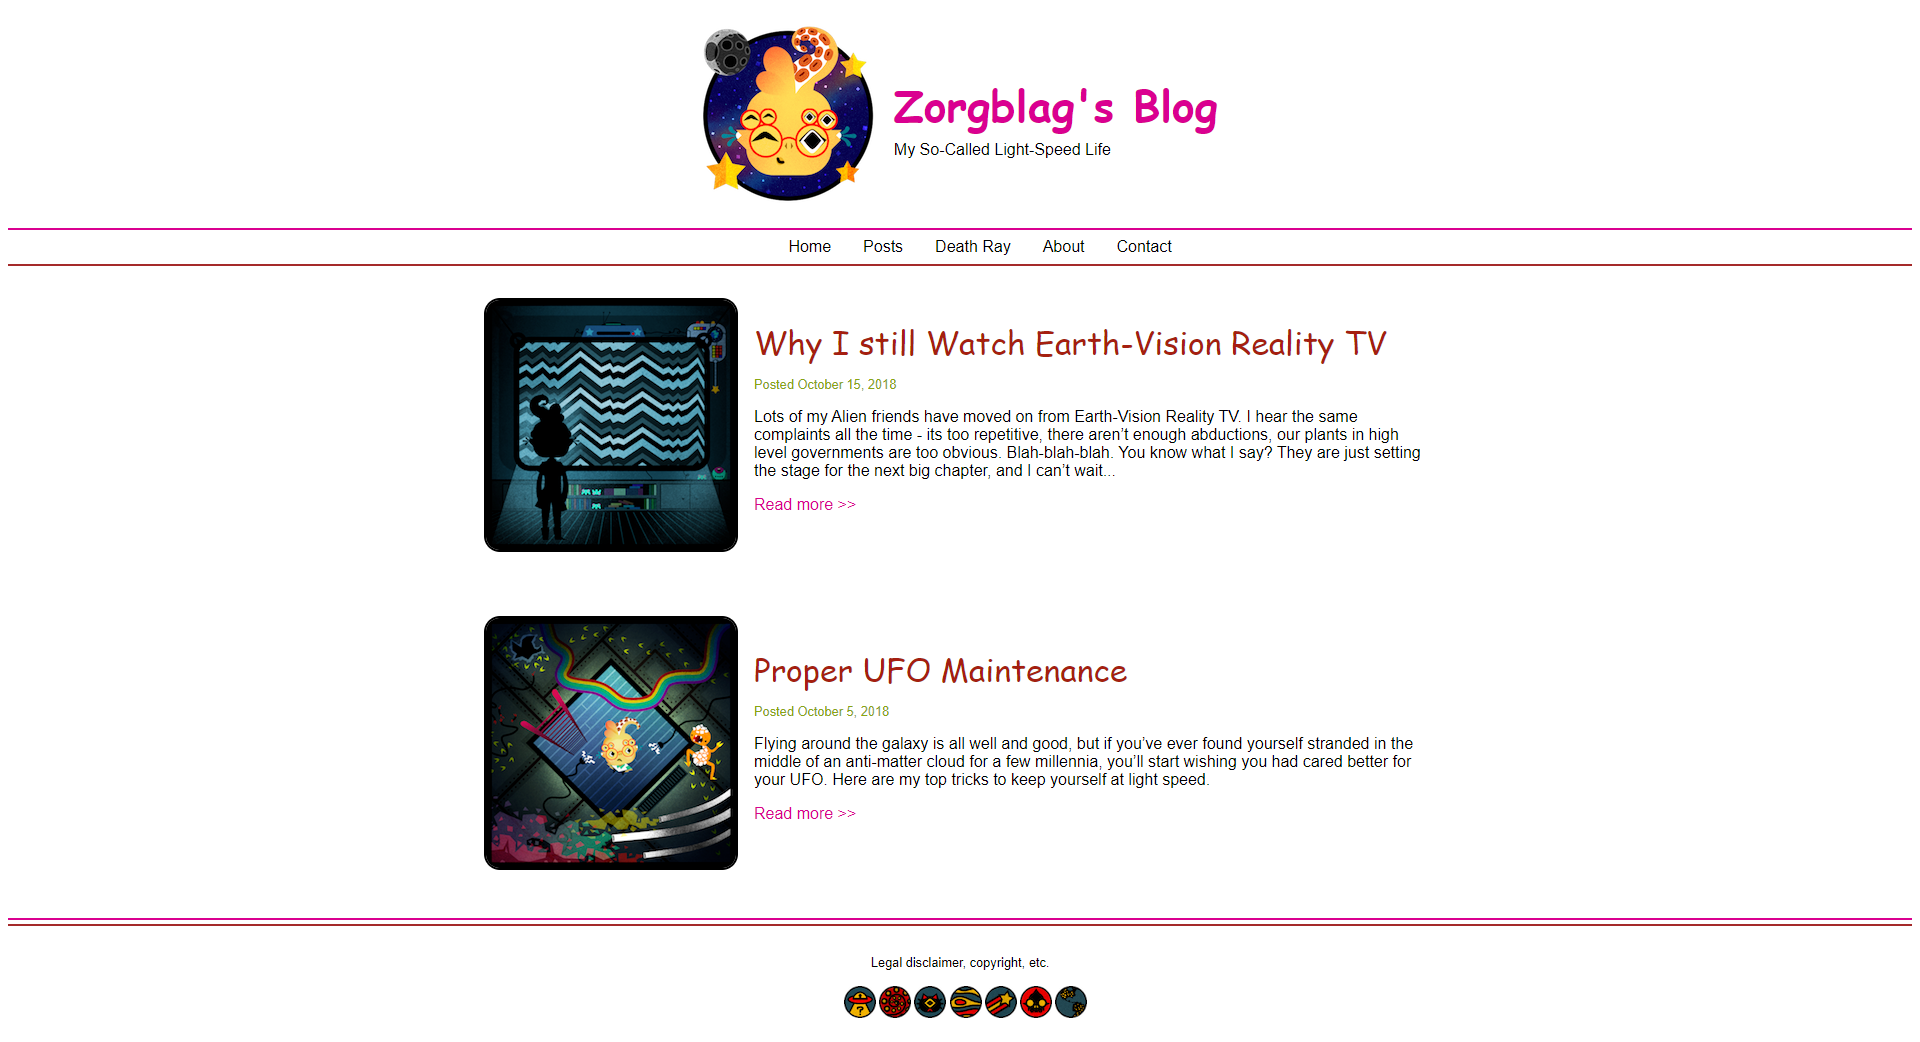 Zorgblag's Blog
My So-Called Light-Speed Life
Home Posts Death Ray About Contact
Why I still Watch Earth-Vision Reality TV
Posted October 15, 2018
Lots of my Alien friends have moved on from Earth-Vision Reality TV. I hear the same
complaints all the time - its too repetitive, there aren’t enough abductions, our plants in high
level governments are too obvious. Blah-blah-blah. You know what I say? They are just setting
the stage for the next big chapter, and I can’t wait...
Read more >>
Proper UFO Maintenance
Posted October 5, 2018
Flying around the galaxy is all well and good, but if you’ve ever found yourself stranded in the
middle of an anti-matter cloud for a few millennia, you’ll start wishing you had cared better for
your UFO. Here are my top tricks to keep yourself at light speed.
Read more >>
Legal disclaimer, copyright, etc.
?